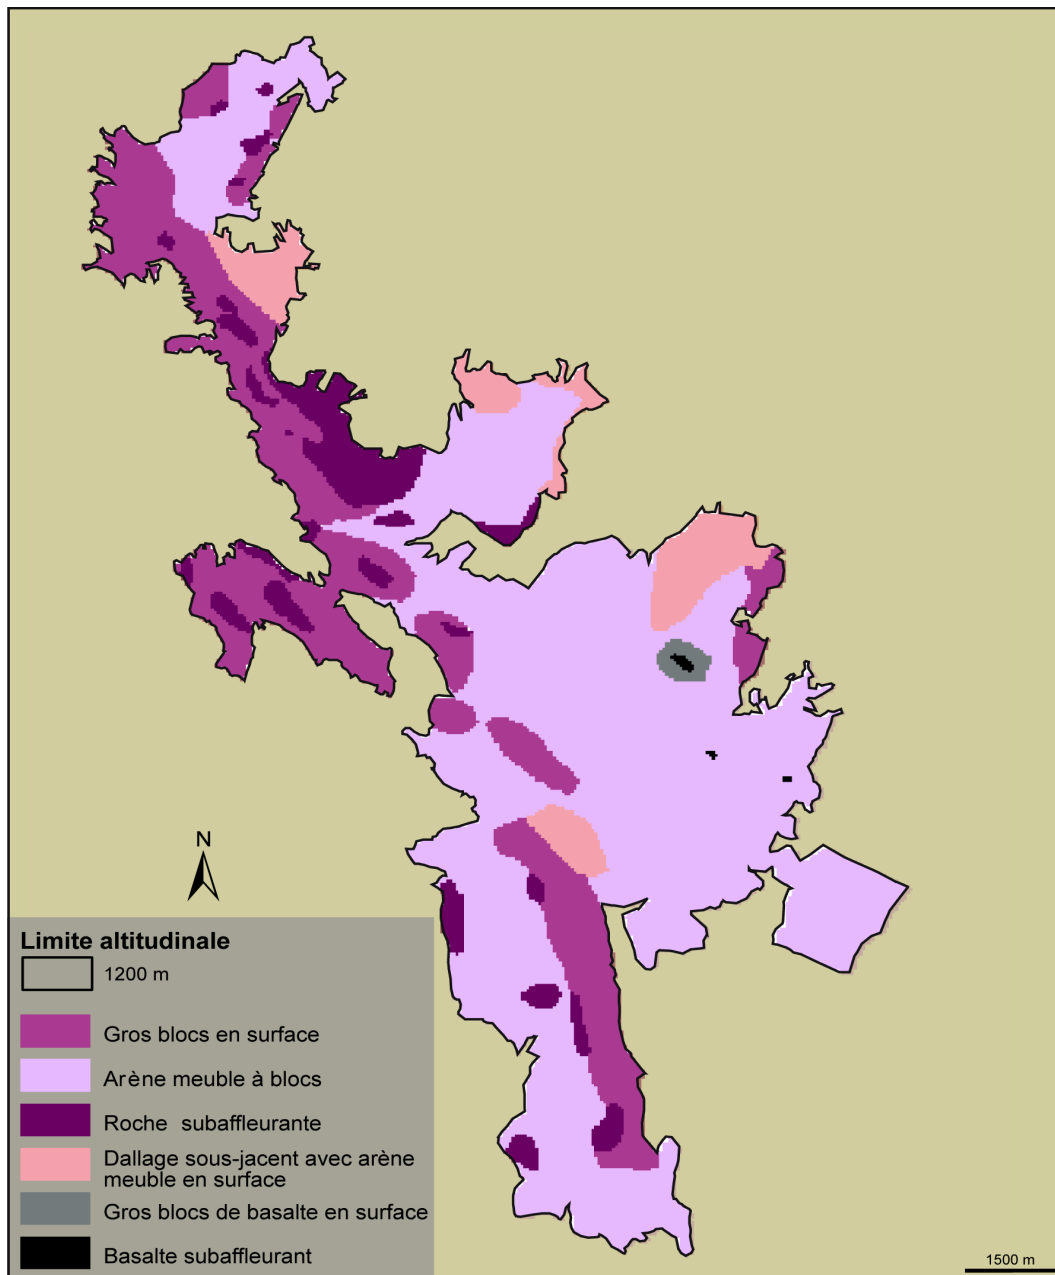 N
Limite altitudinale
1200 m
Gros blocs en surface
Arène meuble à blocs
Roche subaffleurante
Dallage sous-jacent avec arène
meuble en surface
Gros blocs de basalte en surface
Basalte subaffleurant
1500 m